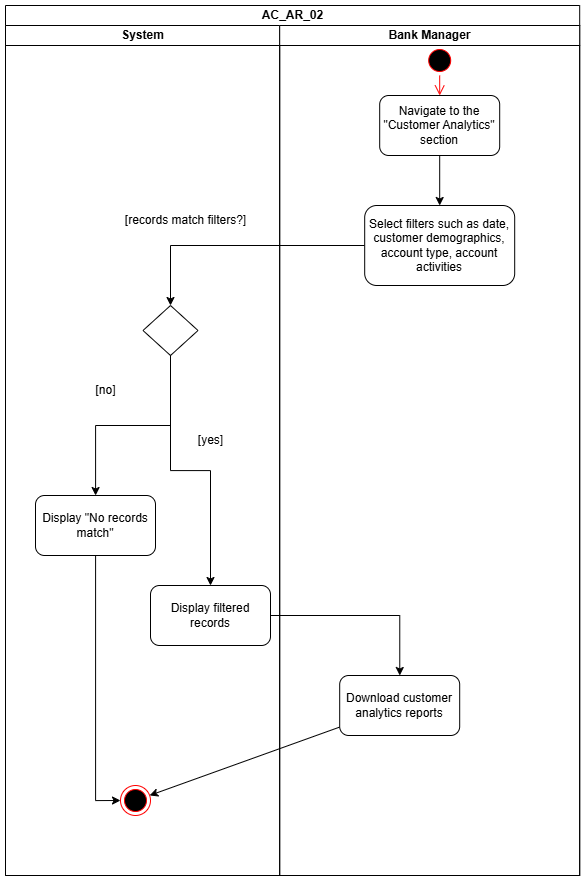 AC_AR_02
System
Bank Manager
Navigate to the
"Customer Analytics"
section
Select filters such as date,
customer demographics,
account type, account
activities
[records match filters?]
[no]
[yes]
Display "No records
match"
Display filtered
records
Download customer
analytics reports